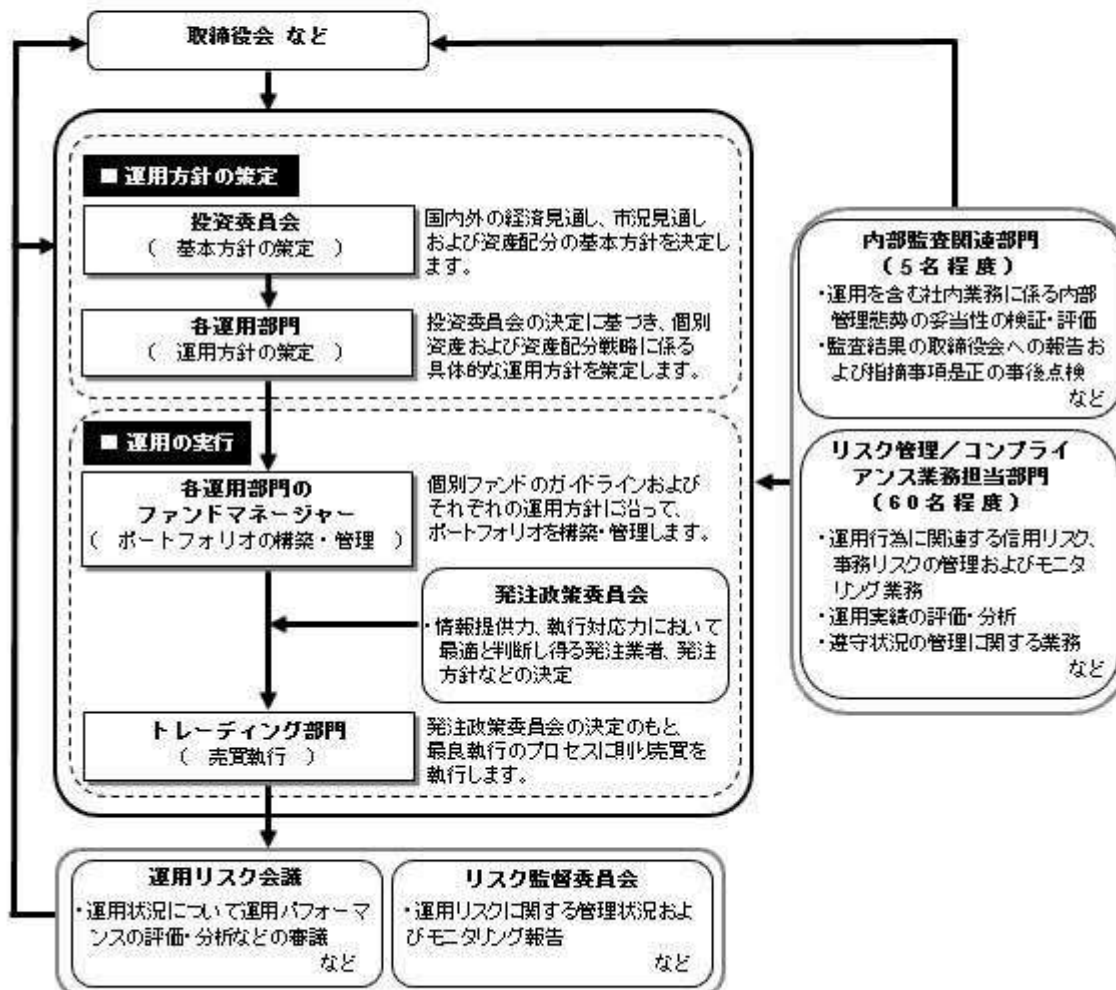 取締役会 など
■ 運用方針の策定
投資委員会
（ 基本方針の策定 ）
国内外の経済見通し、市況見通し
および資産配分の基本方針を決定し
ます。
各運用部門
（ 運用方針の策定 ）
投資委員会の決定に基づき、個別
資産および資産配分戦略に係る
具体的な運用方針を策定します。
■ 運用の実行
各運用部門の
ファンドマネージャー
（ ポートフォリオの構築・管理 ）
個別ファンドのガイドラインおよび
それぞれの運用方針に沿って、
ポートフォリオを構築・管理します。
発注政策委員会
・情報提供力、執行対応力において
最適と判断し得る発注業者、発注
方針などの決定
トレーディング部門
（ 売買執行 ）
発注政策委員会の決定のもと、
最良執行のプロセスに則り売買を
執行します。
内部監査関連部門
（5名程度）
・運用を含む社内業務に係る内部
管理態勢の妥当性の検証・評価
・監査結果の取締役会への報告お
よび指摘事項是正の事後点検
など
リスク管理／コンプライ
アンス業務担当部門
（60名程度）
・運用行為に関連する信用リスク、
事務リスクの管理およびモニタ
リング業務
・運用実績の評価・分析
・遵守状況の管理に関する業務
など
運用リスク会議
・運用状況について運用パフォーマ
ンスの評価・分析などの審議
など
リスク監督委員会
・運用リスクに関する管理状況およ
びモニタリング報告
など